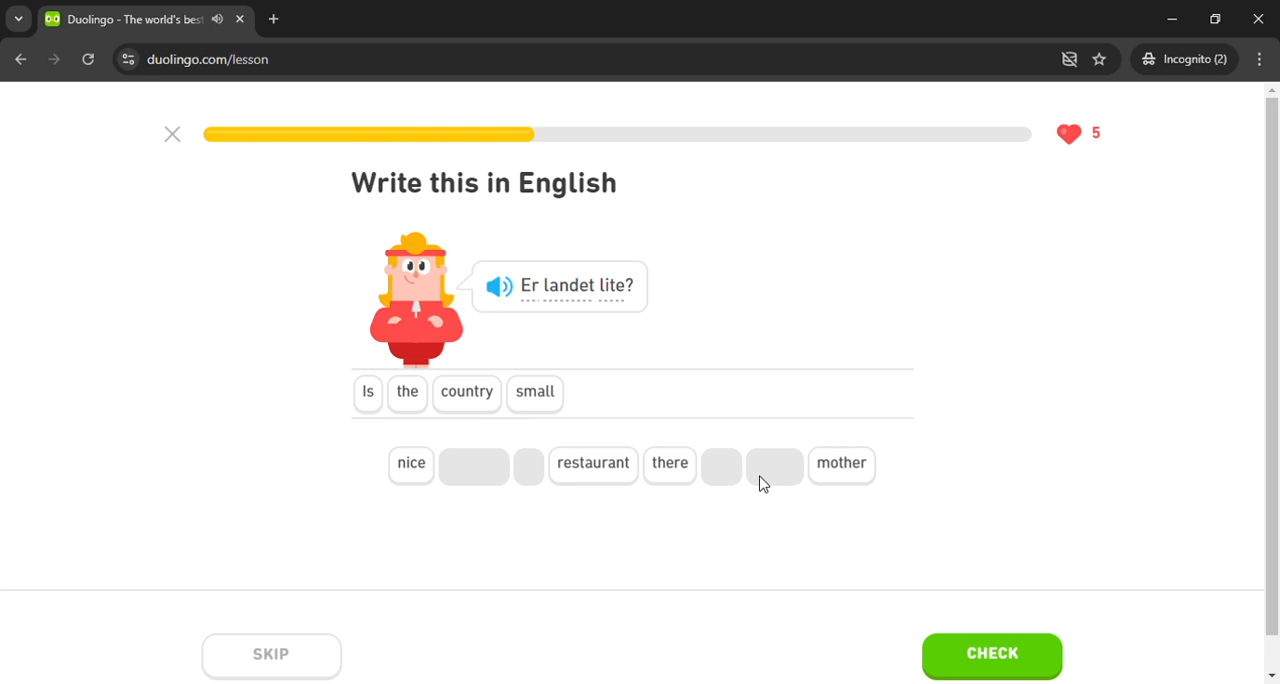 Duolingo - The world's best
duolingo.com/lesson
Incognito (2)
5
Write this in English
Er landet lite?
Is the country small
nice restaurant there mother
SKIP
CHECK